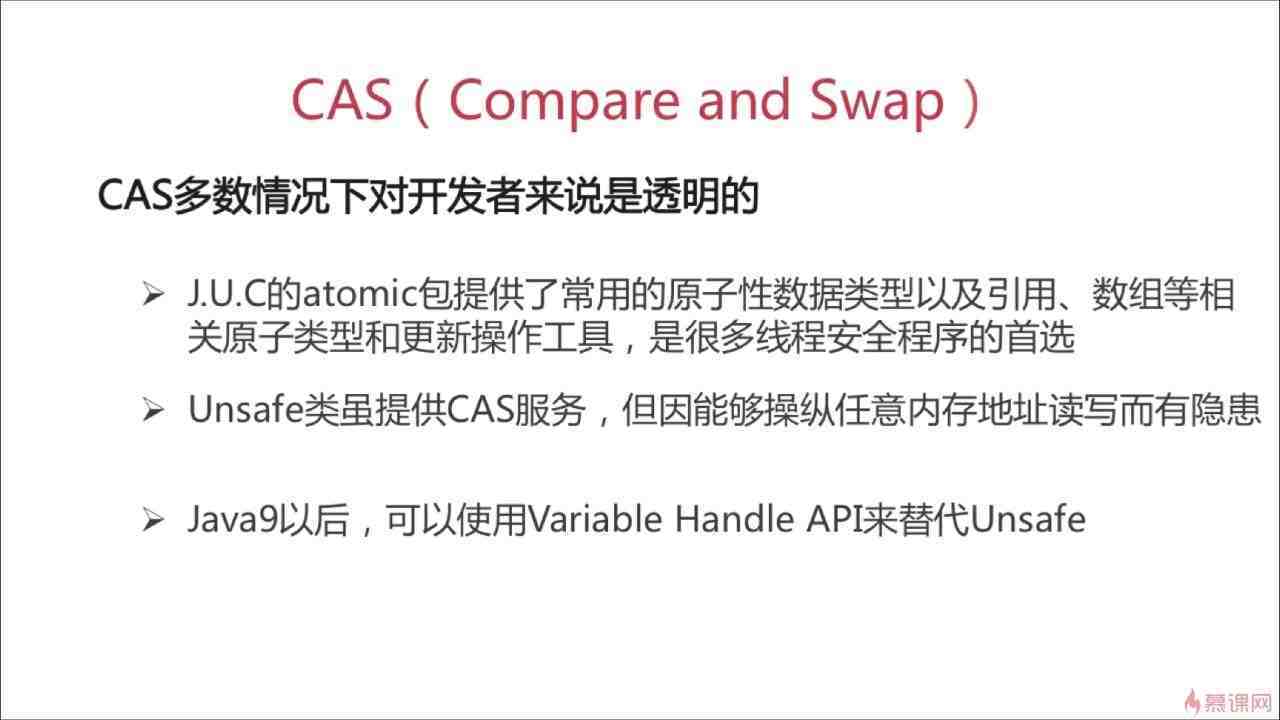 CAS（Compare and Swap）
CAS多数情况下对开发者来说是透明的
J.U.C的atomic包提供了常用的原子性数据类型以及引用、数组等相
关原子类型和更新操作工具，是很多线程安全程序的首选
Unsafe类虽提供CAS服务，但因能够操纵任意内存地址读写而有隐患
Java9以后，可以使用Variable Handle API来替代Unsafe
慕课网